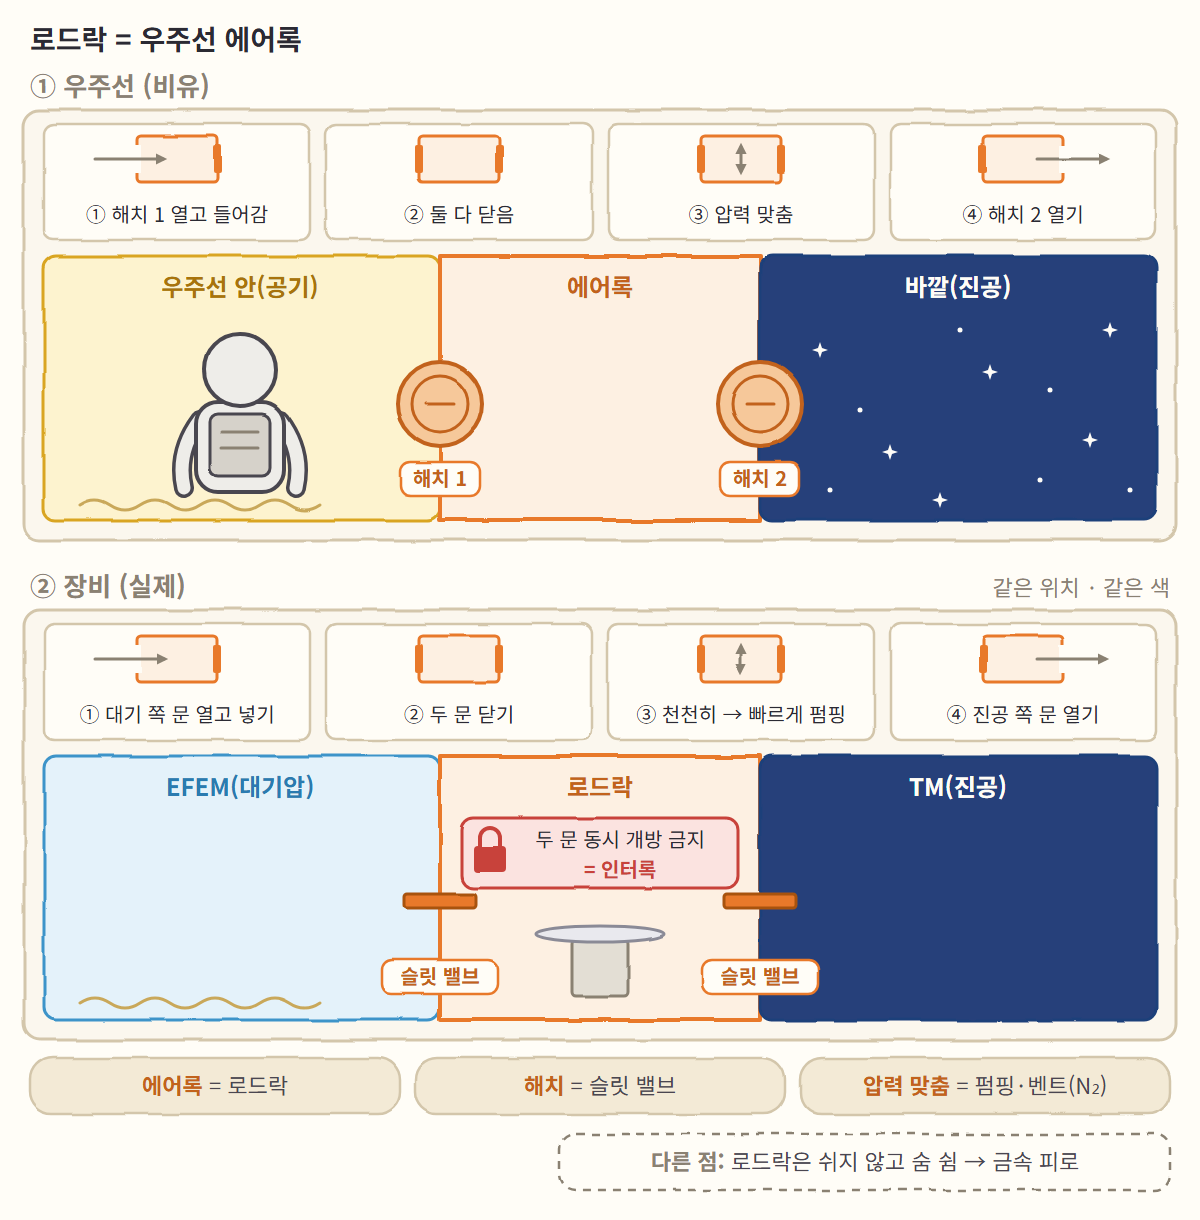 로드락 = 우주선 에어록
① 우주선 (비유)
① 해치 1 열고 들어감
② 둘 다 닫음
③ 압력 맞춤
④ 해치 2 열기
우주선 안(공기)
에어록
바깥(진공)
해치 1
해치 2
② 장비 (실제)
같은 위치 · 같은 색
① 대기 쪽 문 열고 넣기
② 두 문 닫기
③ 천천히 → 빠르게 펌핑
④ 진공 쪽 문 열기
EFEM(대기압)
로드락
TM(진공)
두 문 동시 개방 금지
= 인터록
슬릿 밸브
슬릿 밸브
에어록 = 로드락
해치 = 슬릿 밸브
압력 맞춤 = 펌핑·벤트(N₂)
다른 점: 로드락은 쉬지 않고 숨 쉼 → 금속 피로